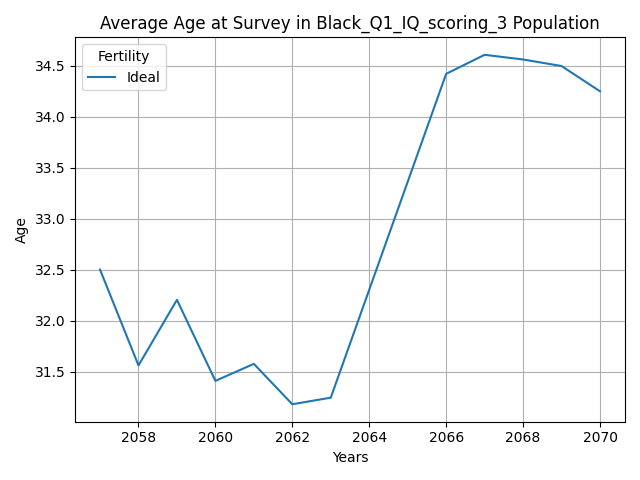 Average Age at Survey in Black_Q1_IQ_scoring_3 Population
Fertility
Ideal
34.5
34.0
33.5
33.0
32.5
32.0
31.5
Age
2058 2060 2062 2064 2066 2068 2070
Years